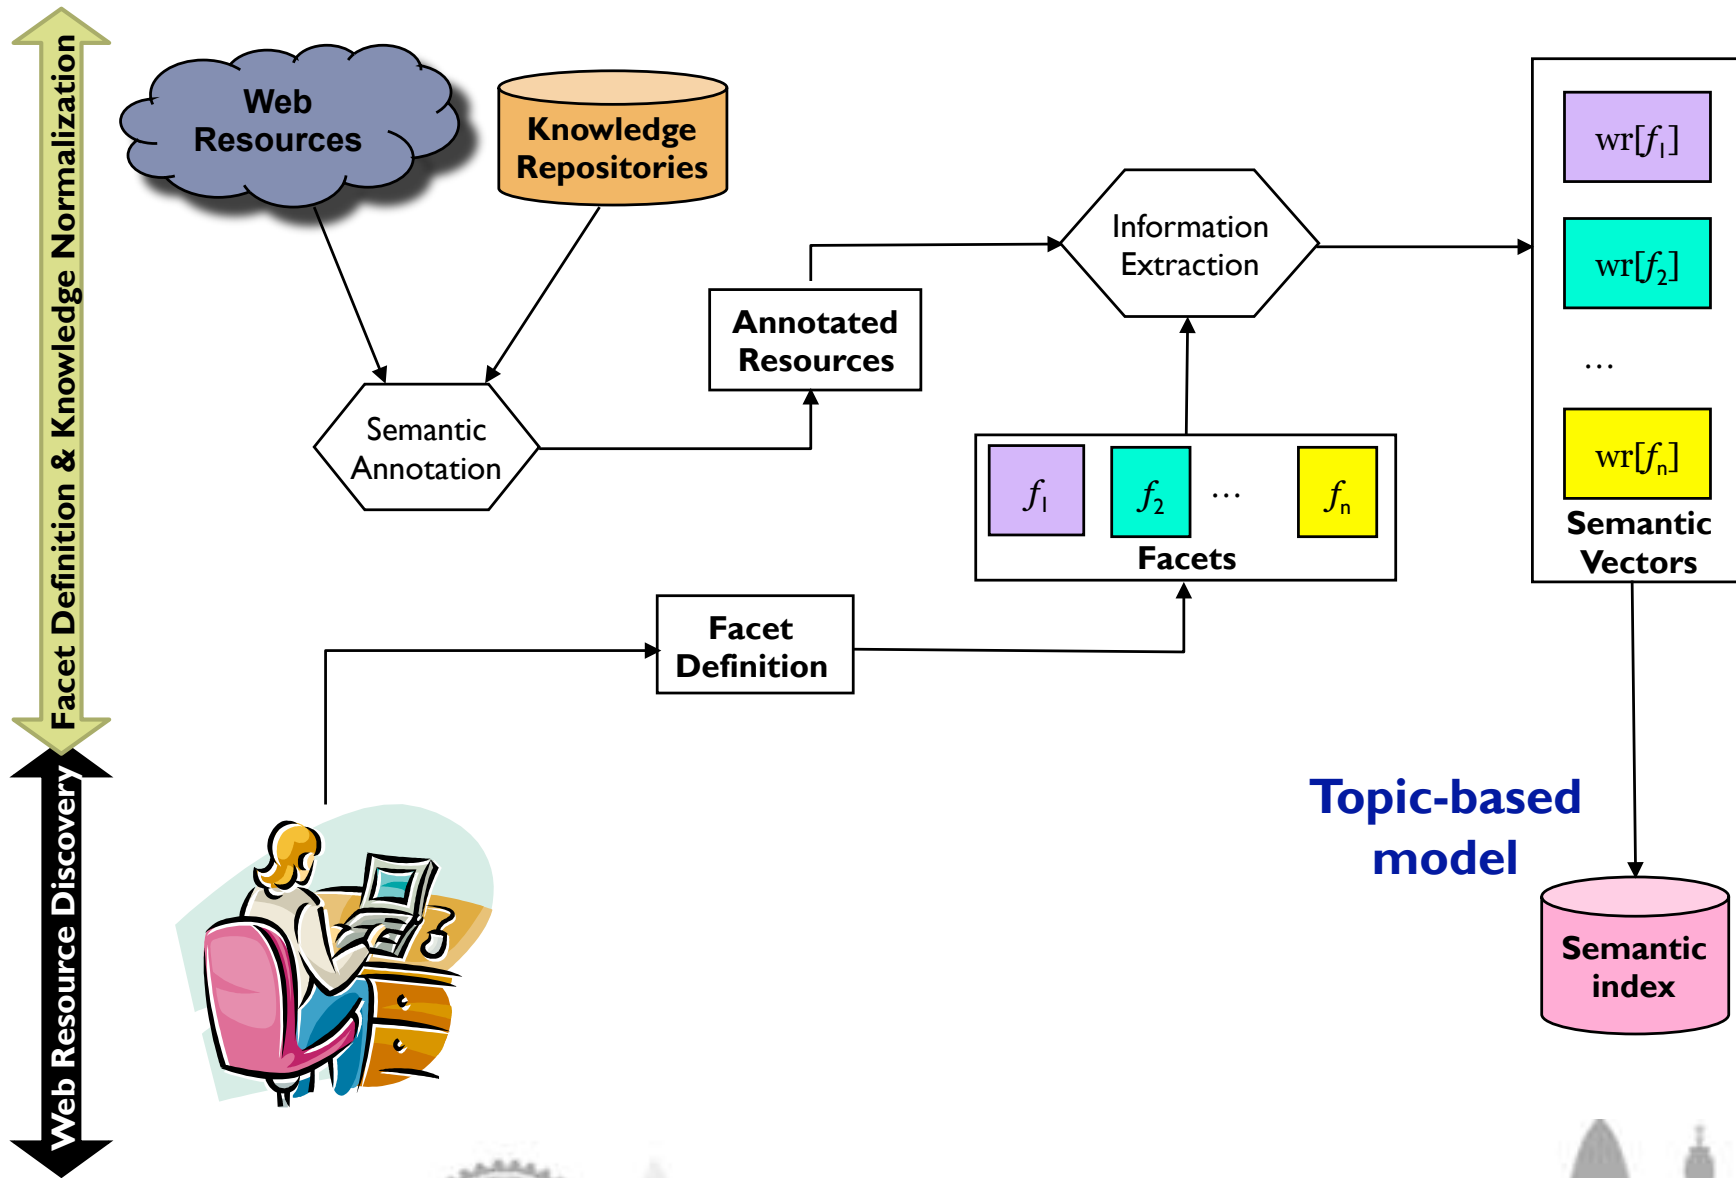 Facet Definition & Knowledge Normalization
Web Resource Discovery
Web
Resources
Knowledge
Repositories
Semantic
Annotation
Annotated
Resources
Information
Extraction
f1
f2
...
fn
Facets
Facet
Definition
wr[f1]
wr[f2]
...
wr[fn]
Semantic
Vectors
Topic-based
model
Semantic
index